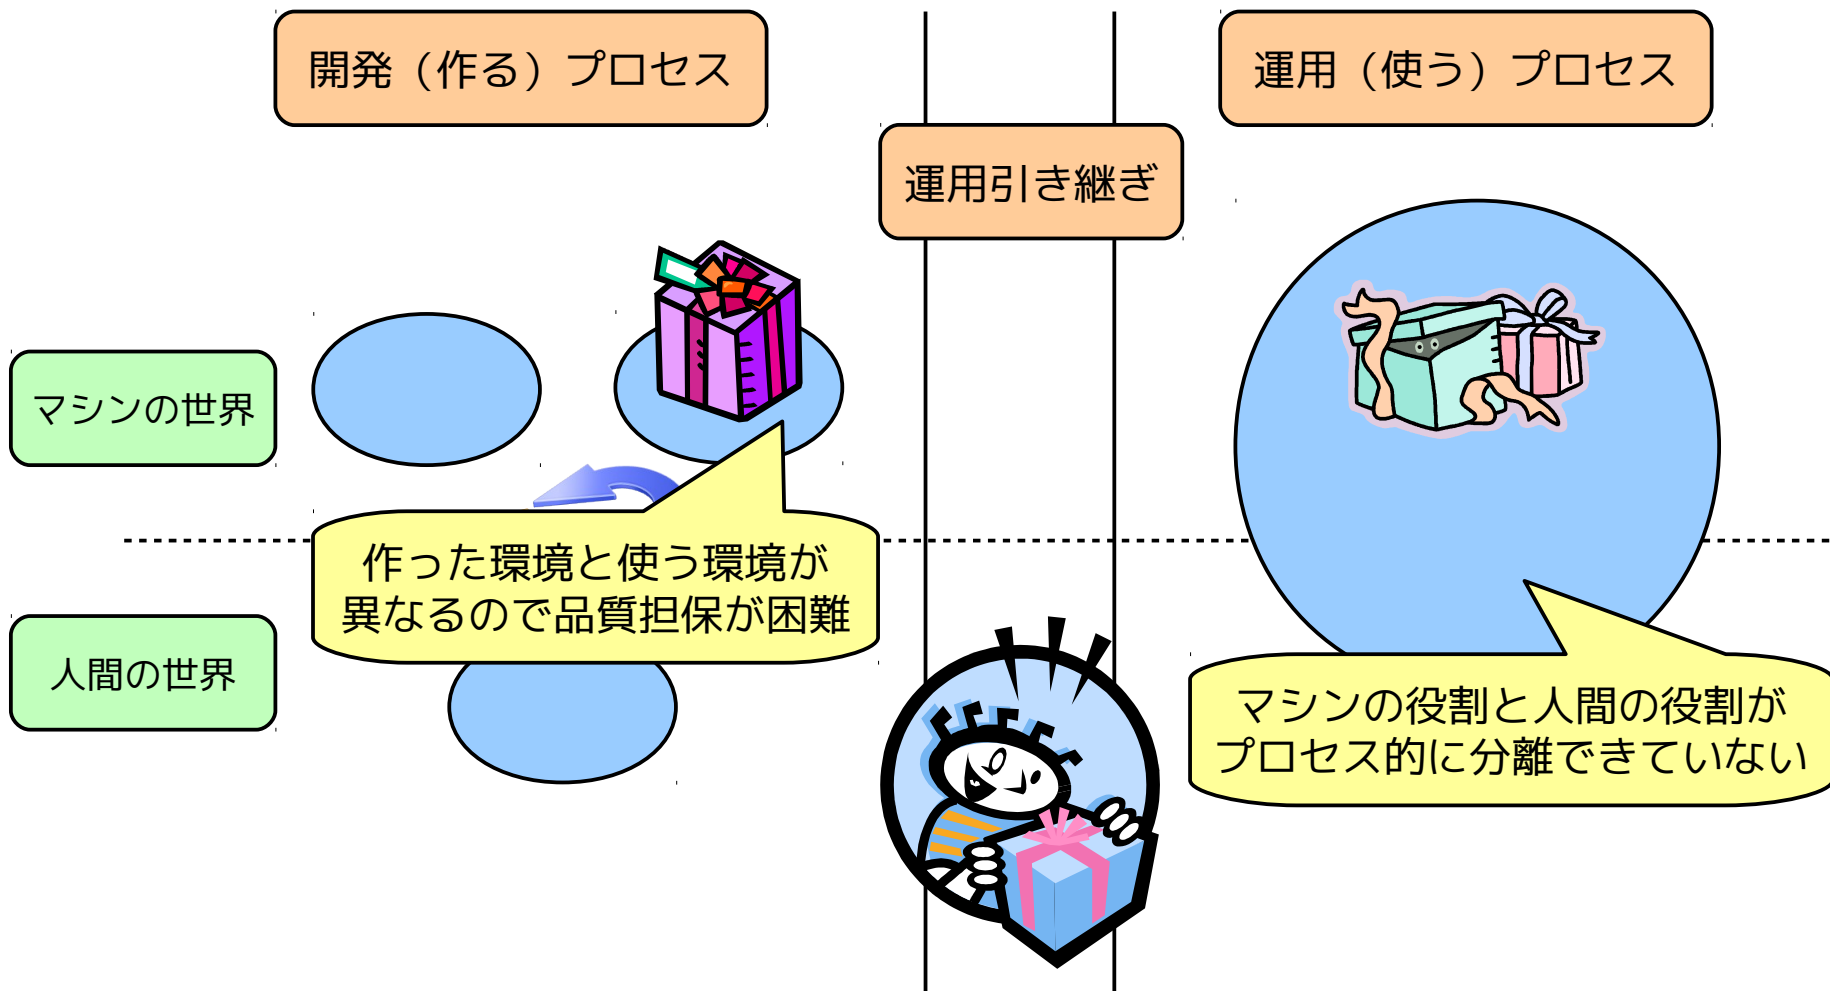 開発（作る）プロセス
運用（使う）プロセス
運用引き継ぎ
マシンの世界
作った環境と使う環境が
異なるので品質担保が困難
人間の世界
マシンの役割と人間の役割が
プロセス的に分離できていない